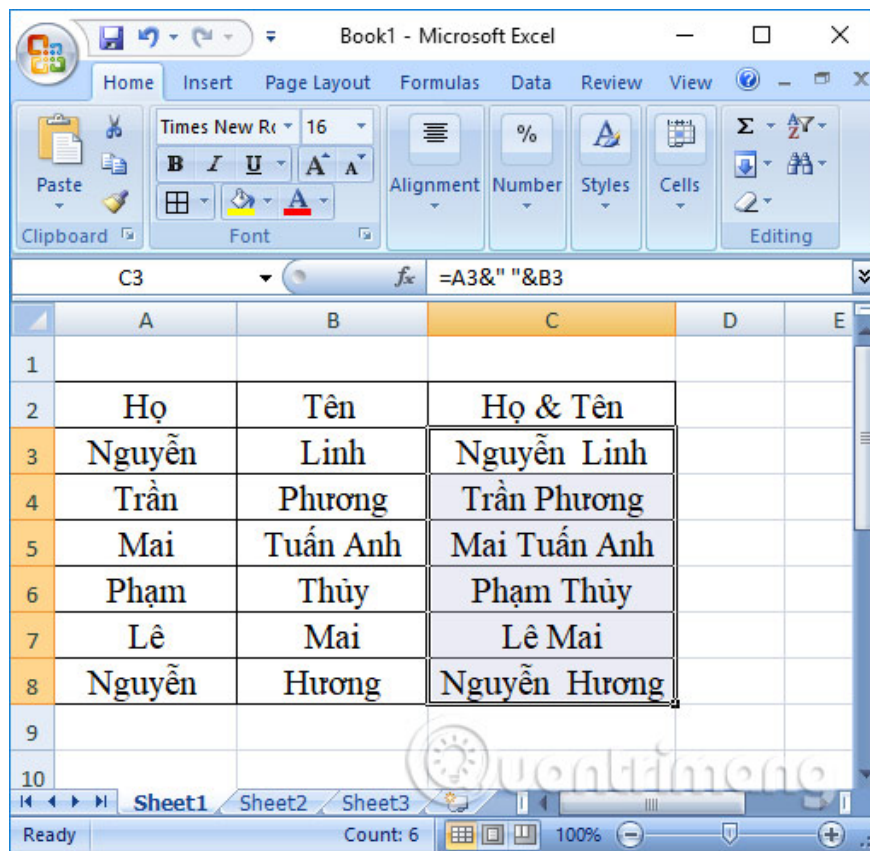 Book1 - Microsoft Excel
Home Insert Page Layout Formulas Data Review View
Times New Ro 16
Paste B I U A A Alignment Number Styles Cells Σ
% A
Clipboard Font Editing
C3 fx =A3&" "&B3
A B C D E
1
2 Họ Tên Họ & Tên
3 Nguyễn Linh Nguyễn  Linh
4 Trần Phương Trần Phương
5 Mai Tuấn Anh Mai Tuấn Anh
6 Phạm Thủy Phạm Thủy
7 Lê Mai Lê Mai
8 Nguyễn Hương Nguyễn  Hương
9
10 Quantrimang
Sheet1 Sheet2 Sheet3
Ready Count: 6 100%